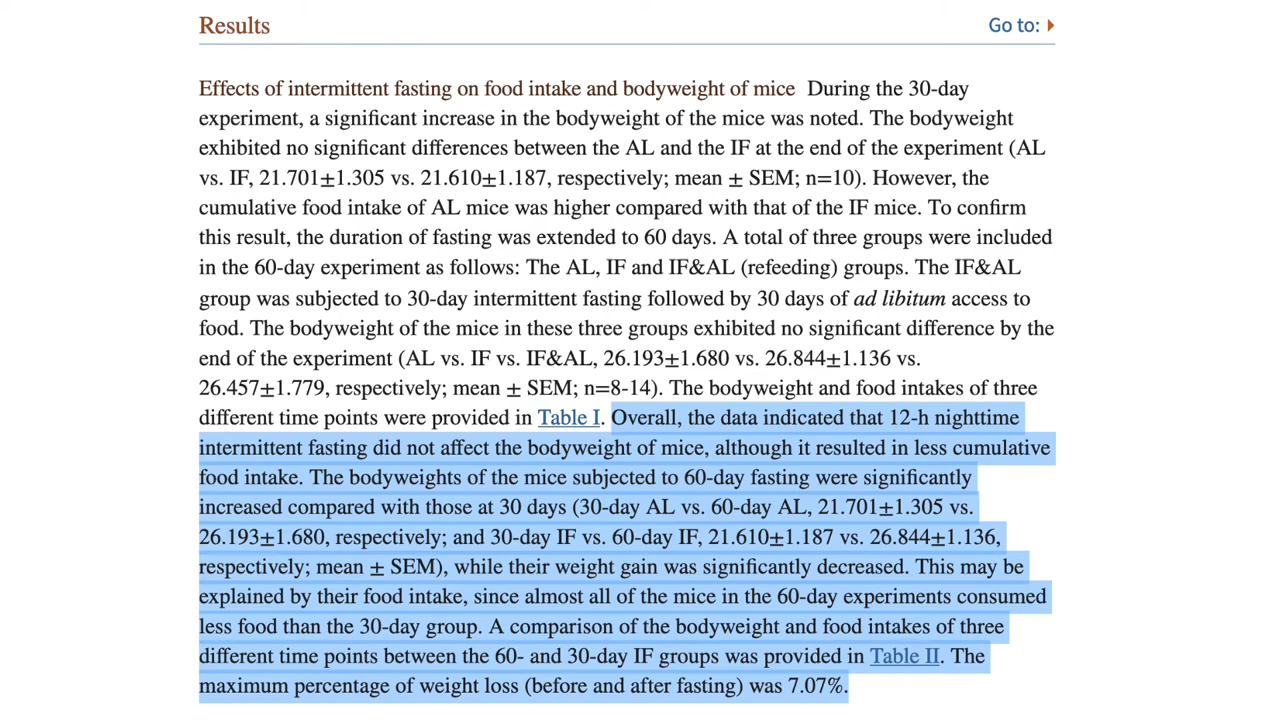 Results
Go to:
Effects of intermittent fasting on food intake and bodyweight of mice During the 30-day
experiment, a significant increase in the bodyweight of the mice was noted. The bodyweight
exhibited no significant differences between the AL and the IF at the end of the experiment (AL
vs. IF, 21.701±1.305 vs. 21.610±1.187, respectively; mean ± SEM; n=10). However, the
cumulative food intake of AL mice was higher compared with that of the IF mice. To confirm
this result, the duration of fasting was extended to 60 days. A total of three groups were included
in the 60-day experiment as follows: The AL, IF and IF&AL (refeeding) groups. The IF&AL
group was subjected to 30-day intermittent fasting followed by 30 days of ad libitum access to
food. The bodyweight of the mice in these three groups exhibited no significant difference by the
end of the experiment (AL vs. IF vs. IF&AL, 26.193±1.680 vs. 26.844±1.136 vs.
26.457±1.779, respectively; mean ± SEM; n=8-14). The bodyweight and food intakes of three
different time points were provided in Table I. Overall, the data indicated that 12-h nighttime
intermittent fasting did not affect the bodyweight of mice, although it resulted in less cumulative
food intake. The bodyweights of the mice subjected to 60-day fasting were significantly
increased compared with those at 30 days (30-day AL vs. 60-day AL, 21.701±1.305 vs.
26.193±1.680, respectively; and 30-day IF vs. 60-day IF, 21.610±1.187 vs. 26.844±1.136,
respectively; mean ± SEM), while their weight gain was significantly decreased. This may be
explained by their food intake, since almost all of the mice in the 60-day experiments consumed
less food than the 30-day group. A comparison of the bodyweight and food intakes of three
different time points between the 60- and 30-day IF groups was provided in Table II. The
maximum percentage of weight loss (before and after fasting) was 7.07%.